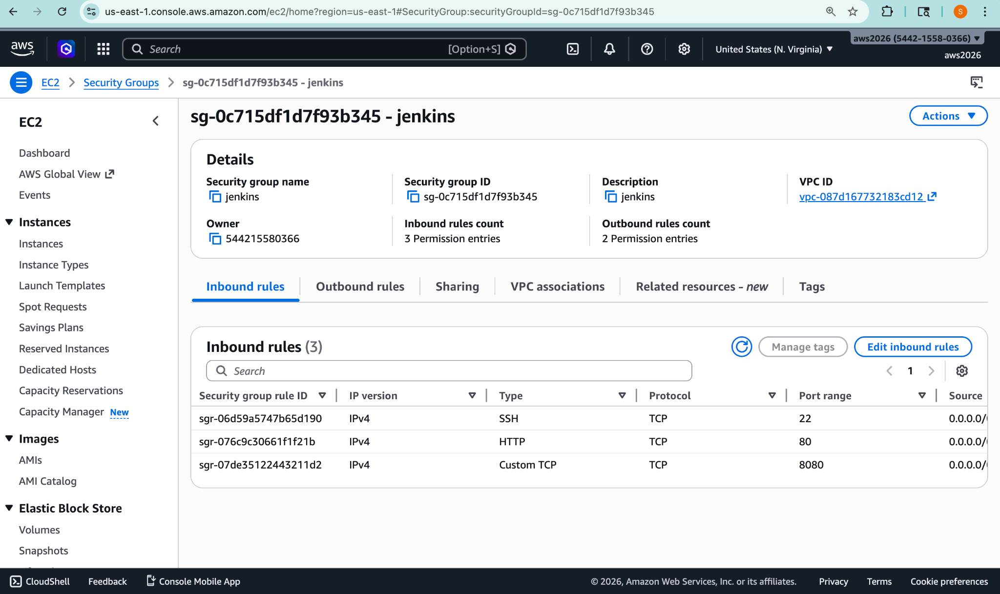 us-east-1.console.aws.amazon.com/ec2/home?region=us-east-1#SecurityGroup:securityGroupId=sg-0c715df1d7f93b345
S
aws
Search
[Option+S]
United States (N. Virginia)
aws2026 (5442-1558-0366)
aws2026
EC2
Security Groups
sg-0c715df1d7f93b345 - jenkins
EC2
Dashboard
AWS Global View
Events
Instances
Instances
Instance Types
Launch Templates
Spot Requests
Savings Plans
Reserved Instances
Dedicated Hosts
Capacity Reservations
Capacity Manager New
Images
AMIs
AMI Catalog
Elastic Block Store
Volumes
Snapshots
sg-0c715df1d7f93b345 - jenkins
Actions
Details
Security group name
jenkins
Security group ID
sg-0c715df1d7f93b345
Description
jenkins
VPC ID
vpc-087d167732183cd12
Owner
544215580366
Inbound rules count
3 Permission entries
Outbound rules count
2 Permission entries
Inbound rules
Outbound rules
Sharing
VPC associations
Related resources - new
Tags
Inbound rules (3)
Manage tags
Edit inbound rules
Search
1
Security group rule ID IP version Type Protocol Port range Source
sgr-06d59a5747b65d190 IPv4 SSH TCP 22 0.0.0.0/
sgr-076c9c30661f1f21b IPv4 HTTP TCP 80 0.0.0.0/
sgr-07de35122443211d2 IPv4 Custom TCP TCP 8080 0.0.0.0/
CloudShell
Feedback
Console Mobile App
© 2026, Amazon Web Services, Inc. or its affiliates.
Privacy
Terms
Cookie preferences